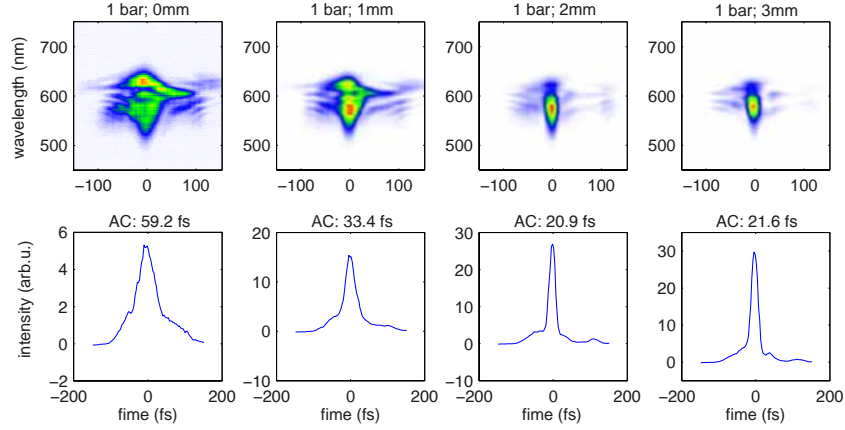 1 bar; 0mm 1 bar; 1mm 1 bar; 2mm 1 bar; 3mm
wavelength (nm)
700 700 700 700
600 600 600 600
500 500 500 500
−100 0 100 −100 0 100 −100 0 100 −100 0 100
AC: 59.2 fs AC: 33.4 fs AC: 20.9 fs AC: 21.6 fs
intensity (arb.u.)
6 20 30 30
4 10 20 20
2 0 10 10
0 0 0
−2 −10 −10
−200 0 200 −200 0 200 −200 0 200 −200 0 200
fime (fs) fime (fs) fime (fs) fime (fs)